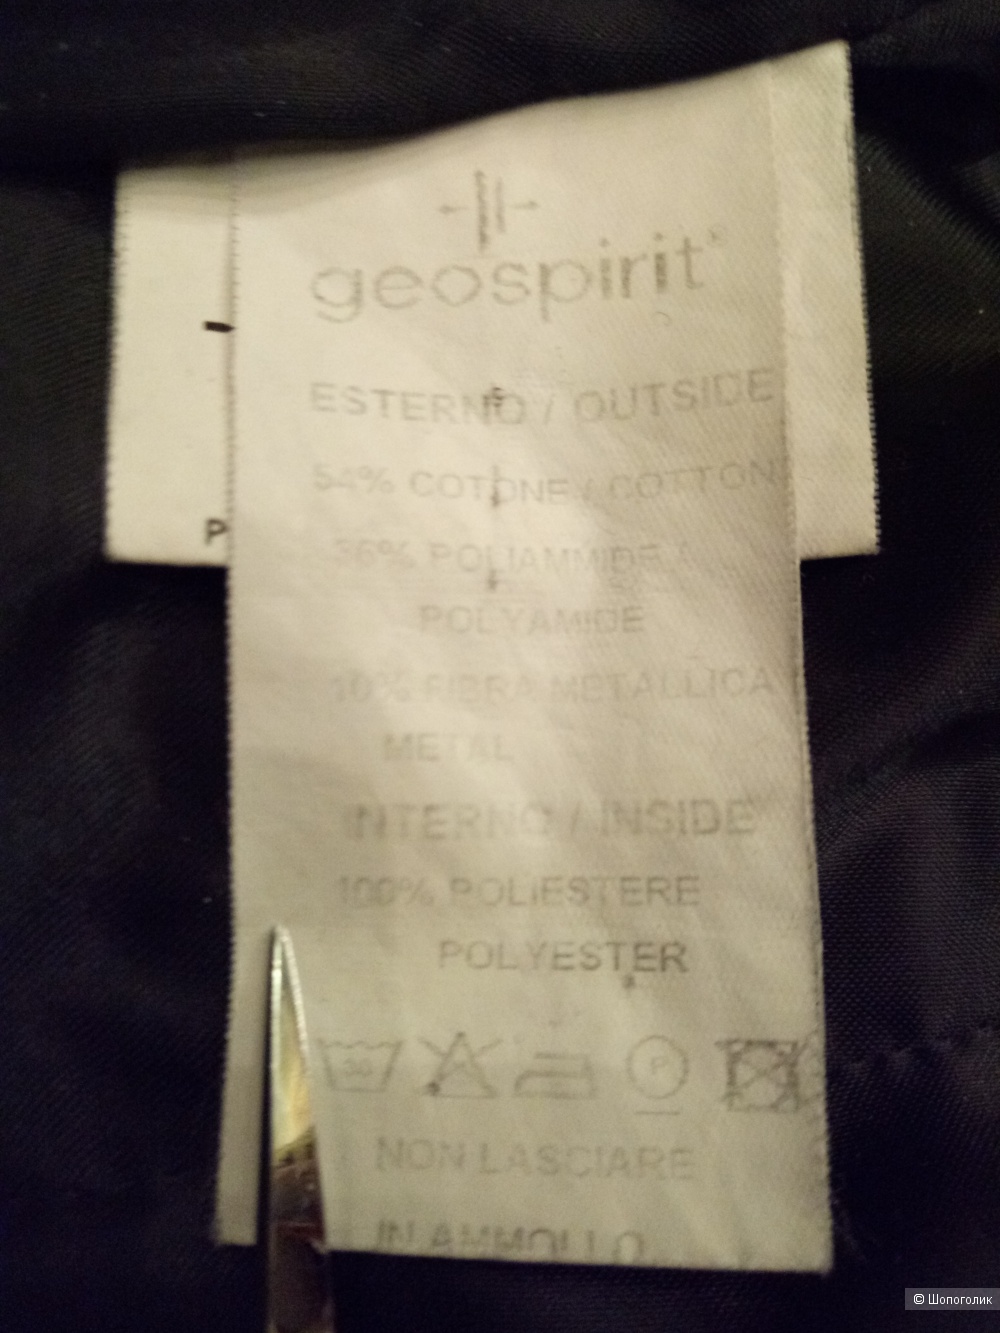 geospirit
ESTERNO / OUTSIDE
54% COTONE / COTTON
36% POLIAMMIDE /
POLYAMIDE
10% FIBRA METALLICA
METAL
INTERNO / INSIDE
100% POLIESTERE
POLYESTER
30
P
NON LASCIARE
IN AMMOLLO
P
© Шопоголик